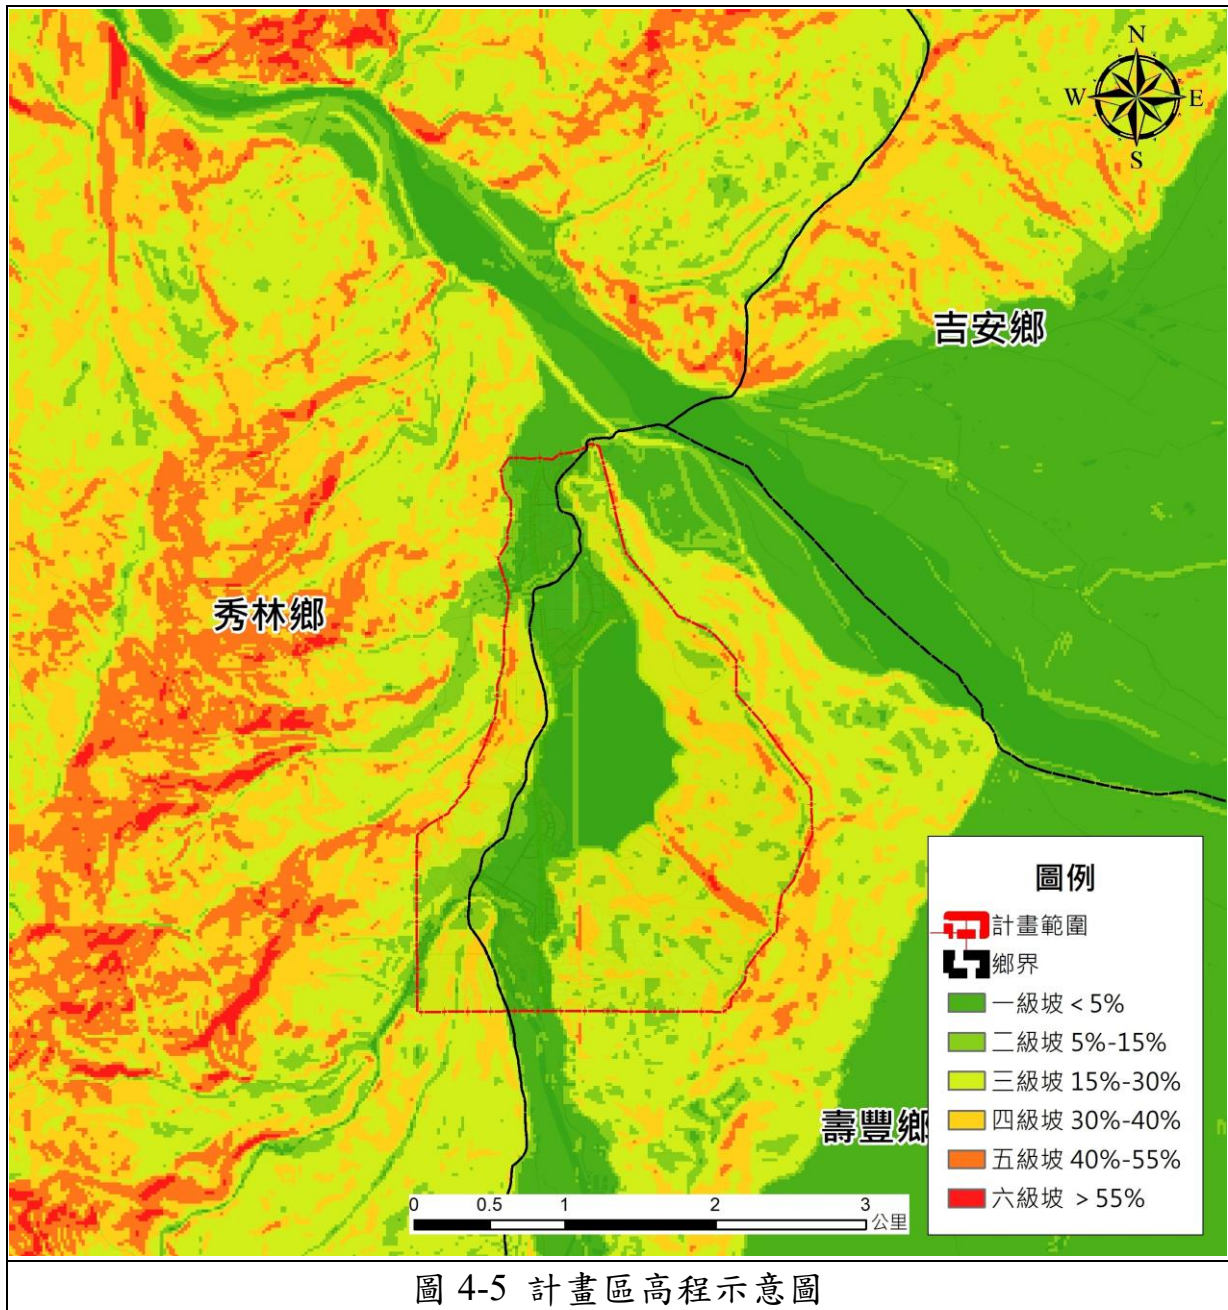 N
W E
S
吉安鄉
秀林鄉
壽豐鄉
圖例
計畫範圍
鄉界
一級坡 < 5%
二級坡 5%-15%
三級坡 15%-30%
四級坡 30%-40%
五級坡 40%-55%
六級坡 > 55%
0 0.5 1 2 3
公里
圖 4-5 計畫區高程示意圖